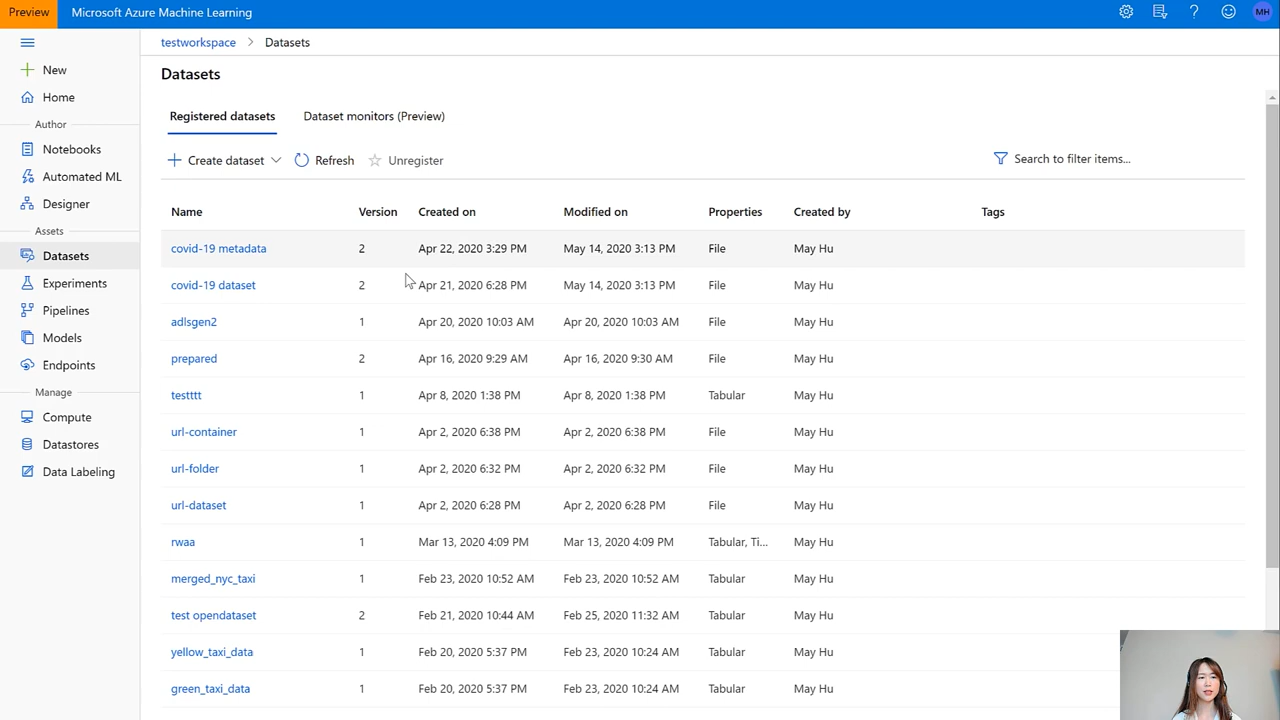 Preview Microsoft Azure Machine Learning MH
testworkspace > Datasets
New
Home
Author
Notebooks
Automated ML
Designer
Assets
Datasets
Experiments
Pipelines
Models
Endpoints
Manage
Compute
Datastores
Data Labeling
Datasets
Registered datasets Dataset monitors (Preview)
Create dataset Refresh Unregister Search to filter items...
Name Version Created on Modified on Properties Created by Tags
covid-19 metadata 2 Apr 22, 2020 3:29 PM May 14, 2020 3:13 PM File May Hu
covid-19 dataset 2 Apr 21, 2020 6:28 PM May 14, 2020 3:13 PM File May Hu
adlsgen2 1 Apr 20, 2020 10:03 AM Apr 20, 2020 10:03 AM File May Hu
prepared 2 Apr 16, 2020 9:29 AM Apr 16, 2020 9:30 AM File May Hu
testttt 1 Apr 8, 2020 1:38 PM Apr 8, 2020 1:38 PM Tabular May Hu
url-container 1 Apr 2, 2020 6:38 PM Apr 2, 2020 6:38 PM File May Hu
url-folder 1 Apr 2, 2020 6:32 PM Apr 2, 2020 6:32 PM File May Hu
url-dataset 1 Apr 2, 2020 6:28 PM Apr 2, 2020 6:28 PM File May Hu
rwaa 1 Mar 13, 2020 4:09 PM Mar 13, 2020 4:09 PM Tabular, Ti... May Hu
merged_nyc_taxi 1 Feb 23, 2020 10:52 AM Feb 23, 2020 10:52 AM Tabular May Hu
test opendataset 2 Feb 21, 2020 10:44 AM Feb 25, 2020 11:32 AM Tabular May Hu
yellow_taxi_data 1 Feb 20, 2020 5:37 PM Feb 23, 2020 10:24 AM Tabular May Hu
green_taxi_data 1 Feb 20, 2020 5:37 PM Feb 23, 2020 10:24 AM Tabular May Hu